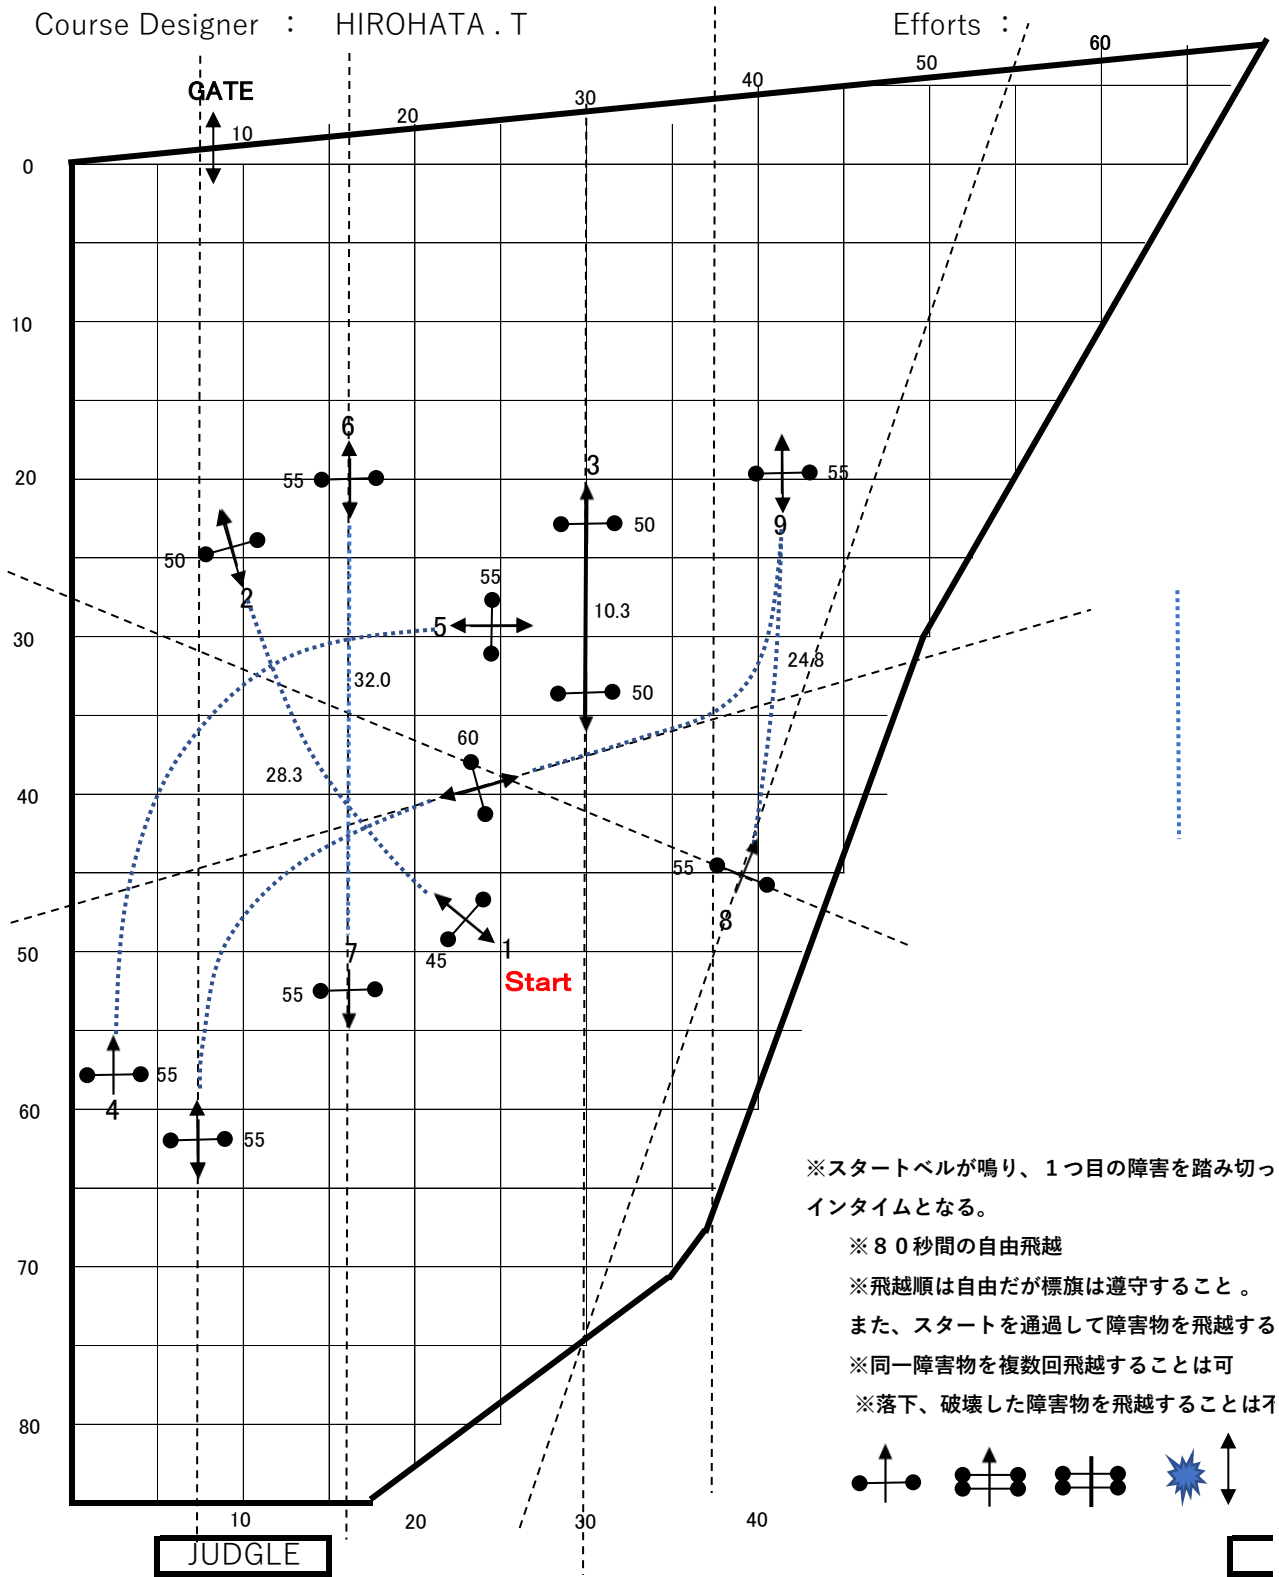 Course Designer ： HIROHATA . T Efforts ：
GATE
10 20 30 40 50 60
0
10
20
30
40
50
60
70
80
6
55
3
50
55
9
50
2
55
5
10.3
24.8
32.0
50
60
28.3
55
8
45
1
Start
7
55
55
4
55
※スタートベルが鳴り、１つ目の障害を踏み切っ
インタイムとなる。
※８０秒間の自由飛越
※飛越順は自由だが標旗は遵守すること 。
また、スタートを通過して障害物を飛越する
※同一障害物を複数回飛越することは可
※落下、破壊した障害物を飛越することは不
10 20 30 40
JUDGLE